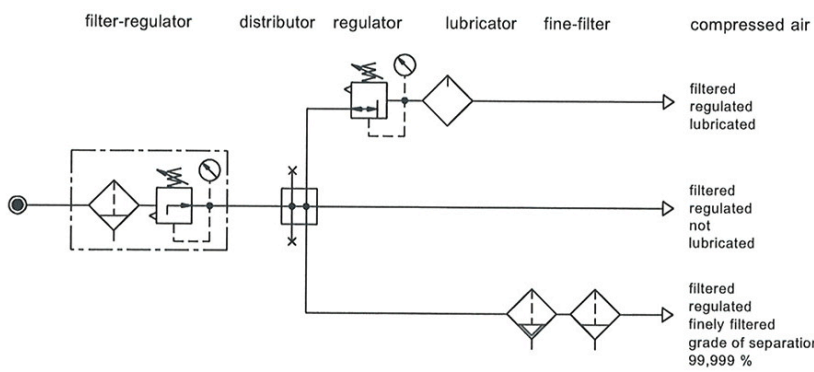 filter-regulator distributor regulator lubricator fine-filter compressed air
filtered
regulated
lubricated
filtered
regulated
not
lubricated
filtered
regulated
finely filtered
grade of separation
99,999 %